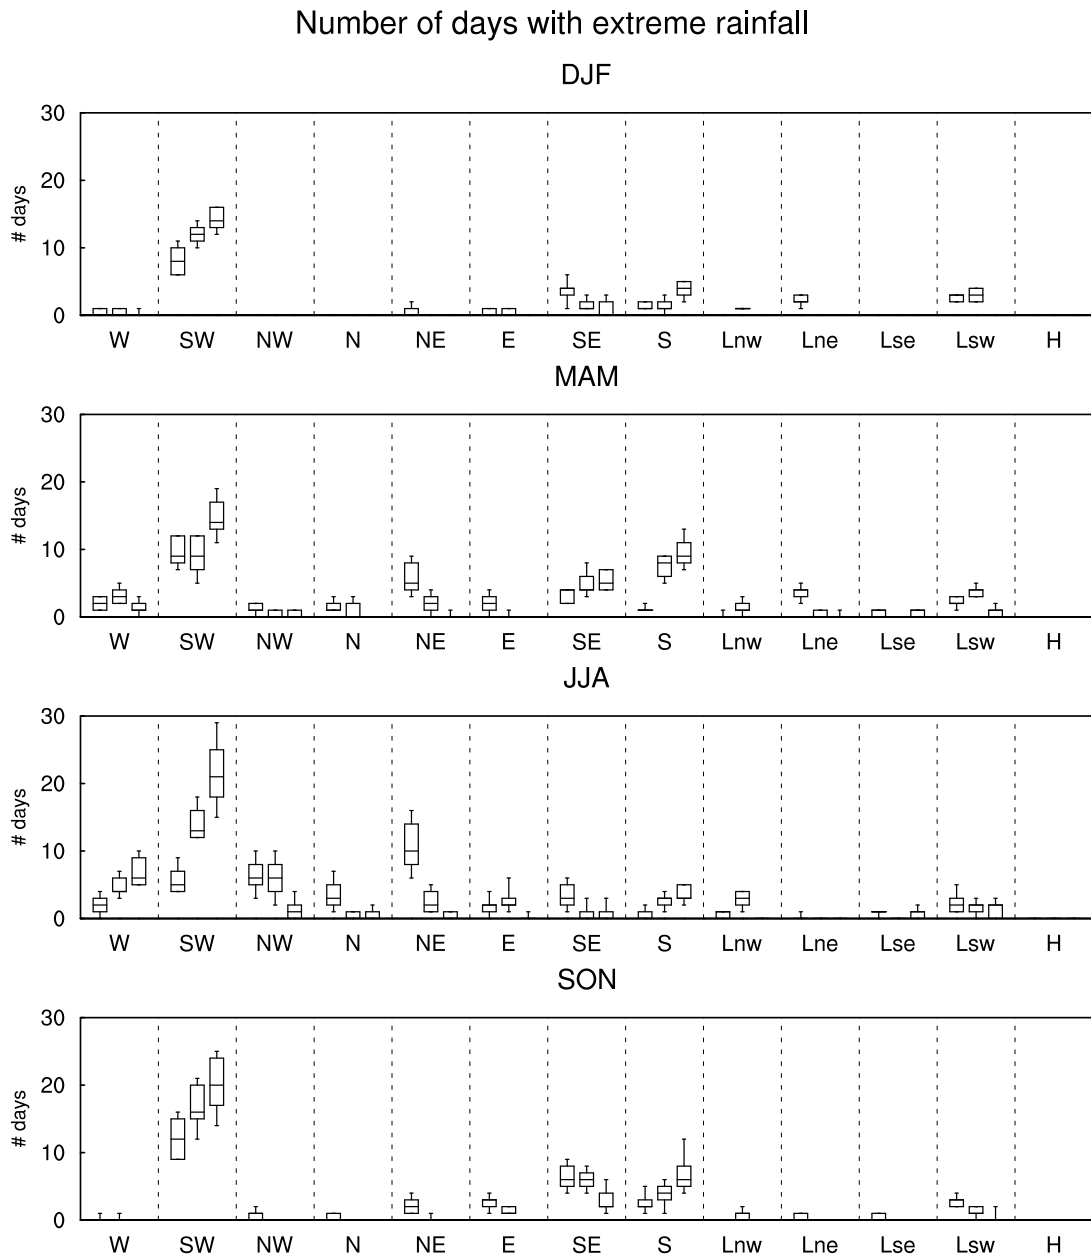 Number of days with extreme rainfall
DJF
30
20
10
0
# days
W SW NW N NE E SE S Lnw Lne Lse Lsw H
MAM
30
20
10
0
# days
W SW NW N NE E SE S Lnw Lne Lse Lsw H
JJA
30
20
10
0
# days
W SW NW N NE E SE S Lnw Lne Lse Lsw H
SON
30
20
10
0
# days
W SW NW N NE E SE S Lnw Lne Lse Lsw H